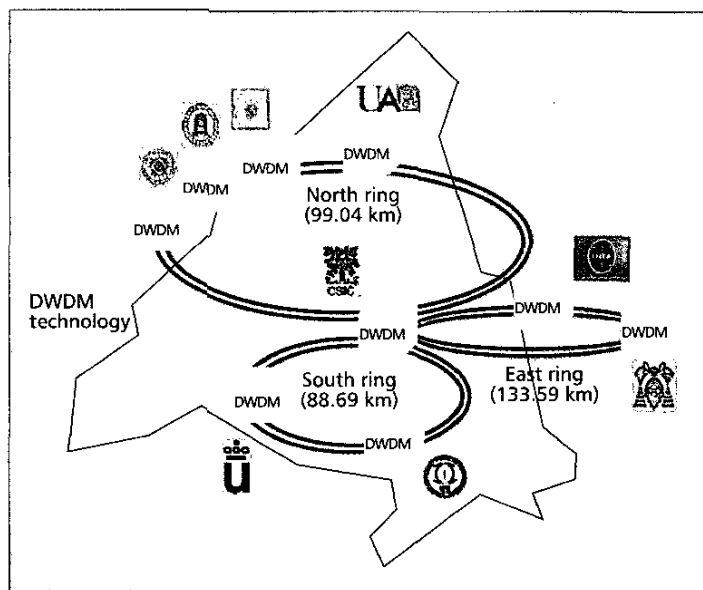 UA
DWDM
DWDM
DWDM
North ring
(99.04 km)
DWDM
CSIC
DWDM
technology
DWDM
DWDM
DWDM
South ring
(88.69 km)
East ring
(133.59 km)
DWDM
DWDM
u